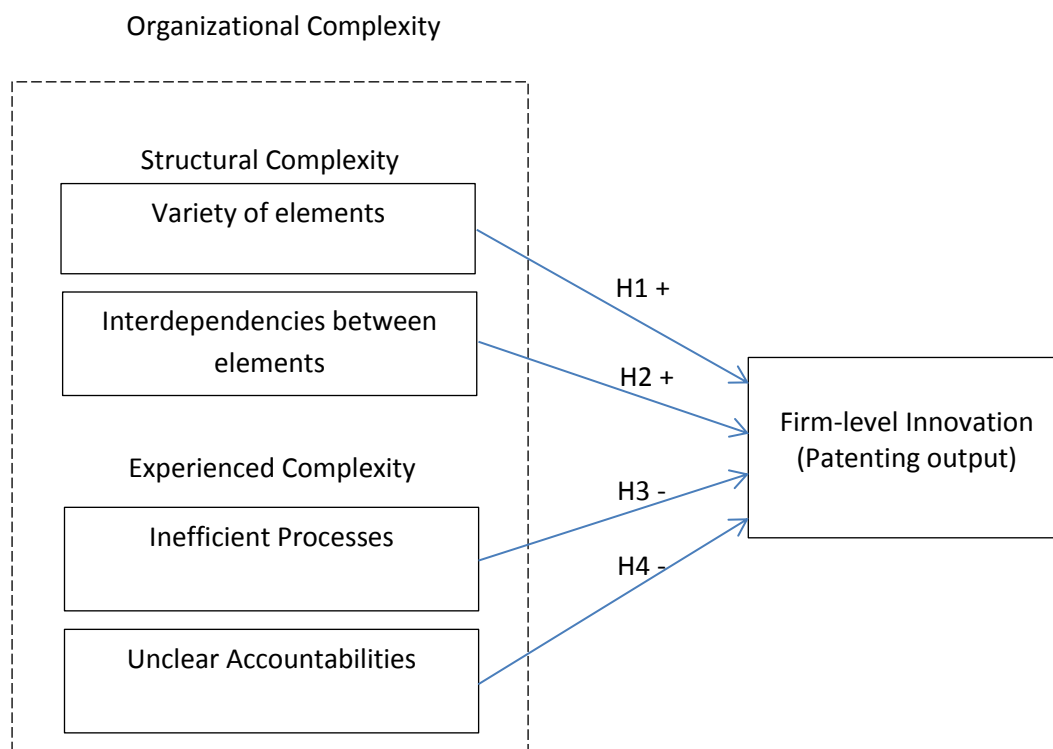 Organizational Complexity
Structural Complexity
Variety of elements
Interdependencies between
elements
Experienced Complexity
Inefficient Processes
Unclear Accountabilities
H1 +
H2 +
H3 -
H4 -
Firm-level Innovation
(Patenting output)